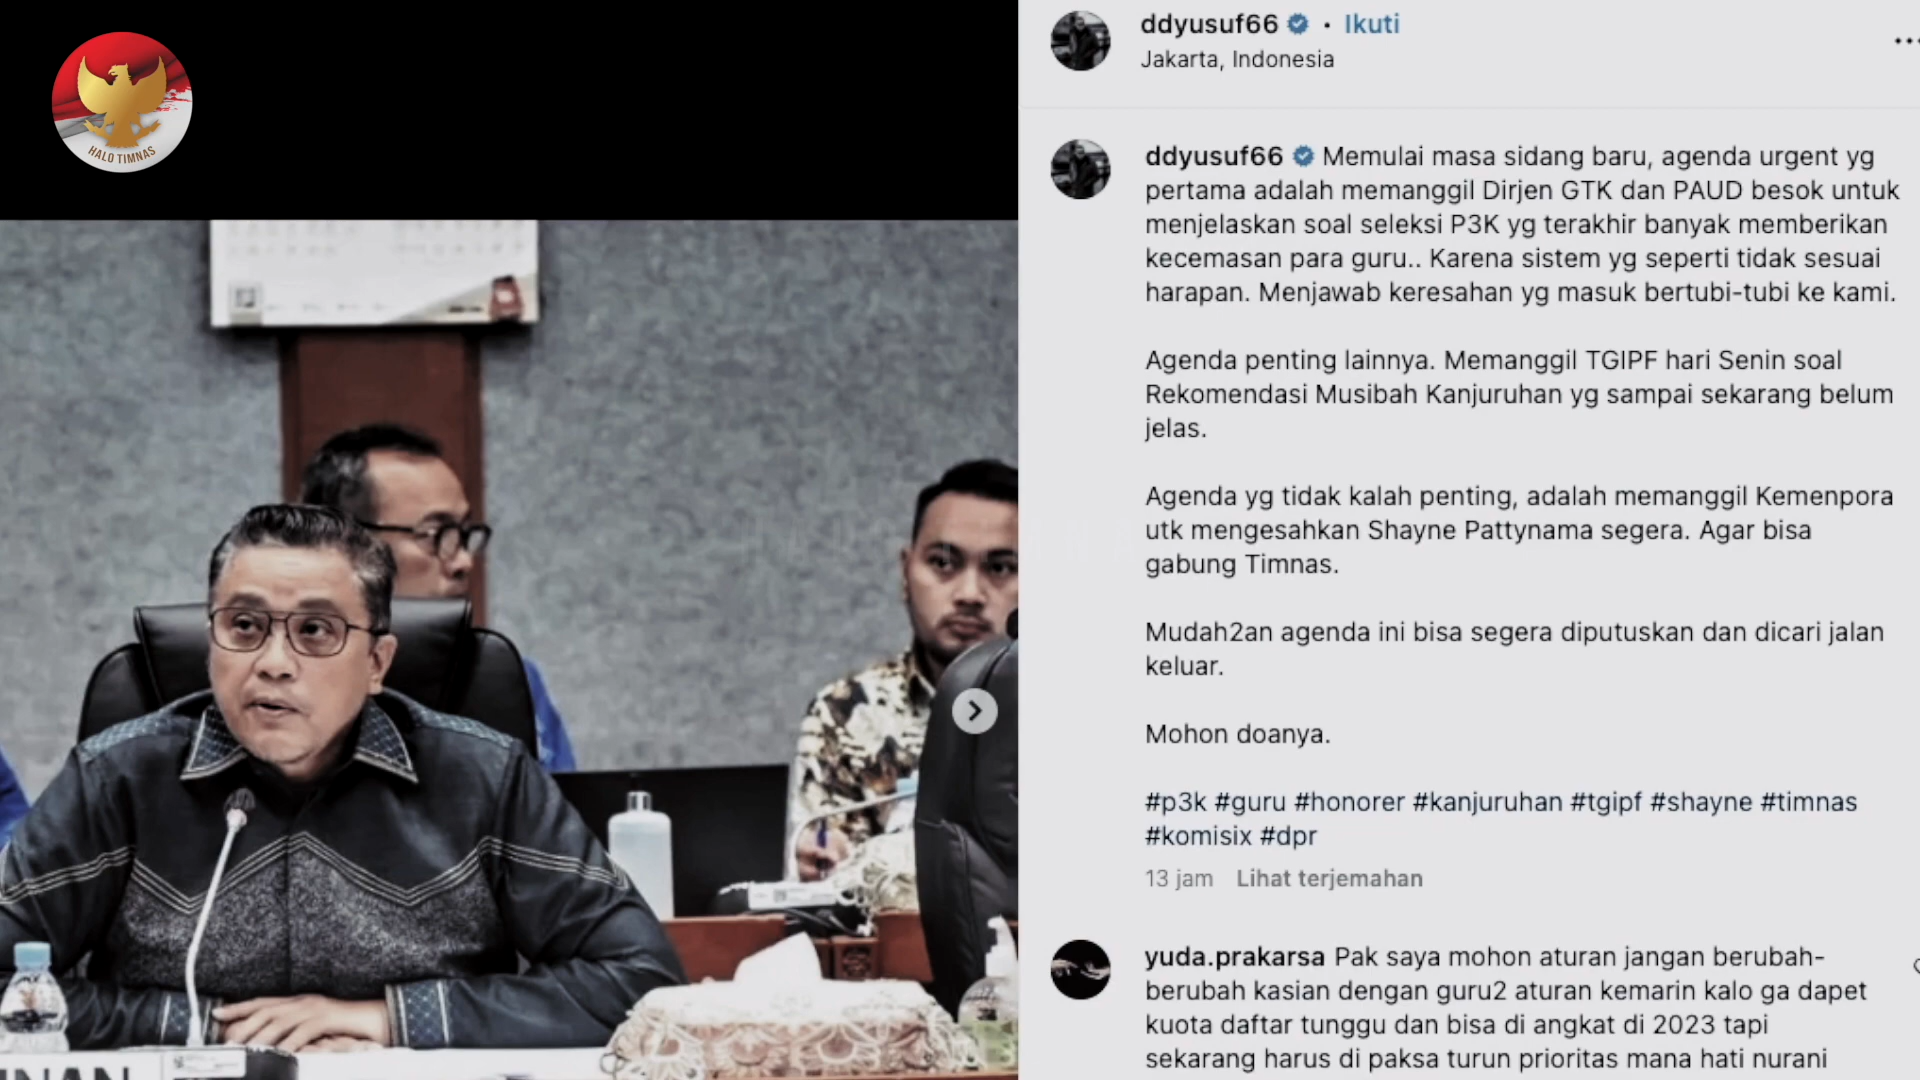 HALO TIMNAS
ddyusuf66 • Ikuti
Jakarta, Indonesia
ddyusuf66 Memulai masa sidang baru, agenda urgent yg
pertama adalah memanggil Dirjen GTK dan PAUD besok untuk
menjelaskan soal seleksi P3K yg terakhir banyak memberikan
kecemasan para guru.. Karena sistem yg seperti tidak sesuai
harapan. Menjawab keresahan yg masuk bertubi-tubi ke kami.
Agenda penting lainnya. Memanggil TGIPF hari Senin soal
Rekomendasi Musibah Kanjuruhan yg sampai sekarang belum
jelas.
Agenda yg tidak kalah penting, adalah memanggil Kemenpora
utk mengesahkan Shayne Pattynama segera. Agar bisa
gabung Timnas.
Mudah2an agenda ini bisa segera diputuskan dan dicari jalan
keluar.
Mohon doanya.
#p3k #guru #honorer #kanjuruhan #tgipf #shayne #timnas
#komisix #dpr
13 jam Lihat terjemahan
yuda.prakarsa Pak saya mohon aturan jangan berubah-
berubah kasian dengan guru2 aturan kemarin kalo ga dapet
kuota daftar tunggu dan bisa di angkat di 2023 tapi
sekarang harus di paksa turun prioritas mana hati nurani